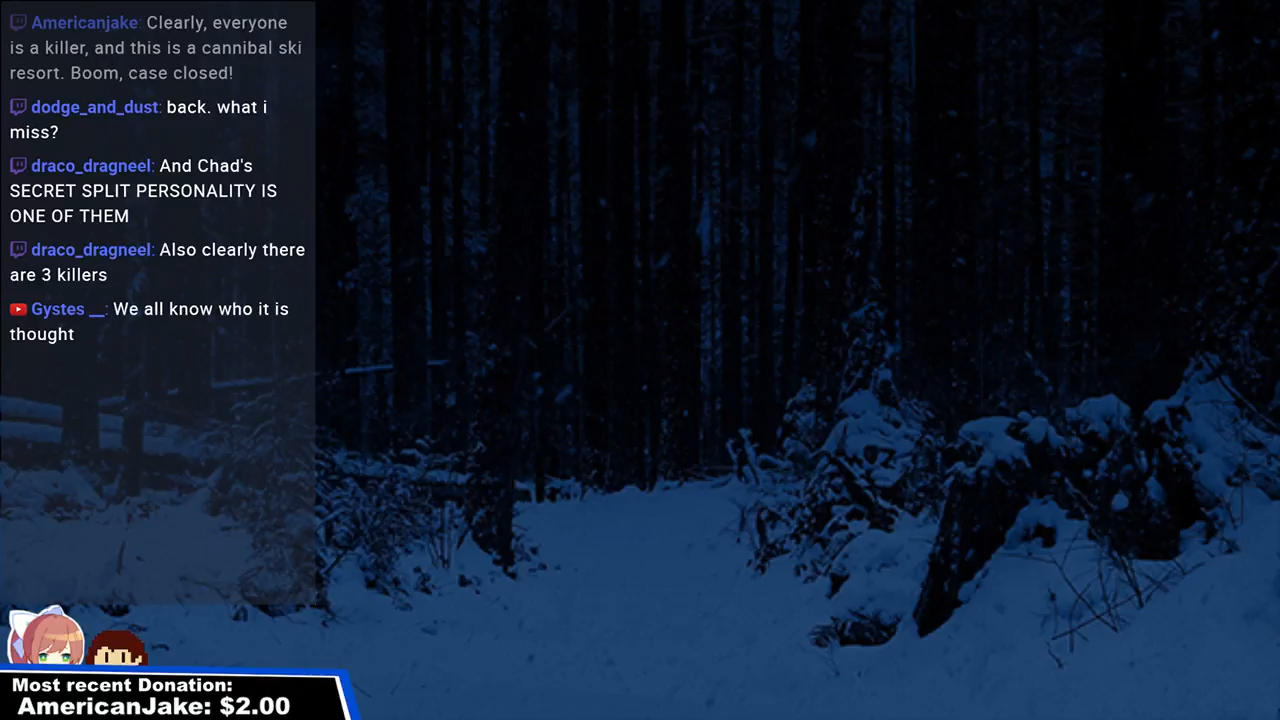 Americanjake: Clearly, everyone
is a killer, and this is a cannibal ski
resort. Boom, case closed!
dodge_and_dust: back. what i
miss?
draco_dragneel: And Chad's
SECRET SPLIT PERSONALITY IS
ONE OF THEM
draco_dragneel: Also clearly there
are 3 killers
Gystes __: We all know who it is
thought
Most recent Donation:
AmericanJake: $2.00